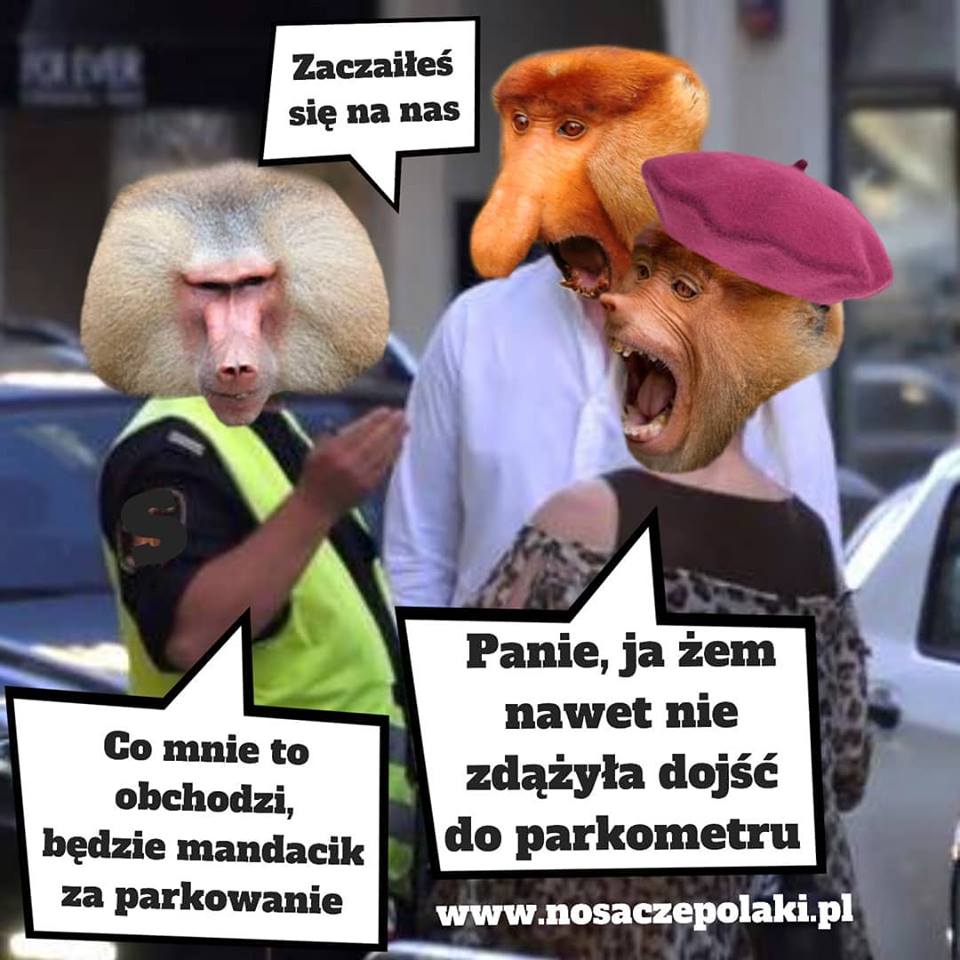 FOREVER
Zaczaiłeś
się na nas
S
Panie, ja żem
nawet nie
zdążyła dojść
do parkometru
Co mnie to
obchodzi,
będzie mandacik
za parkowanie
www.nosaczepolaki.pl